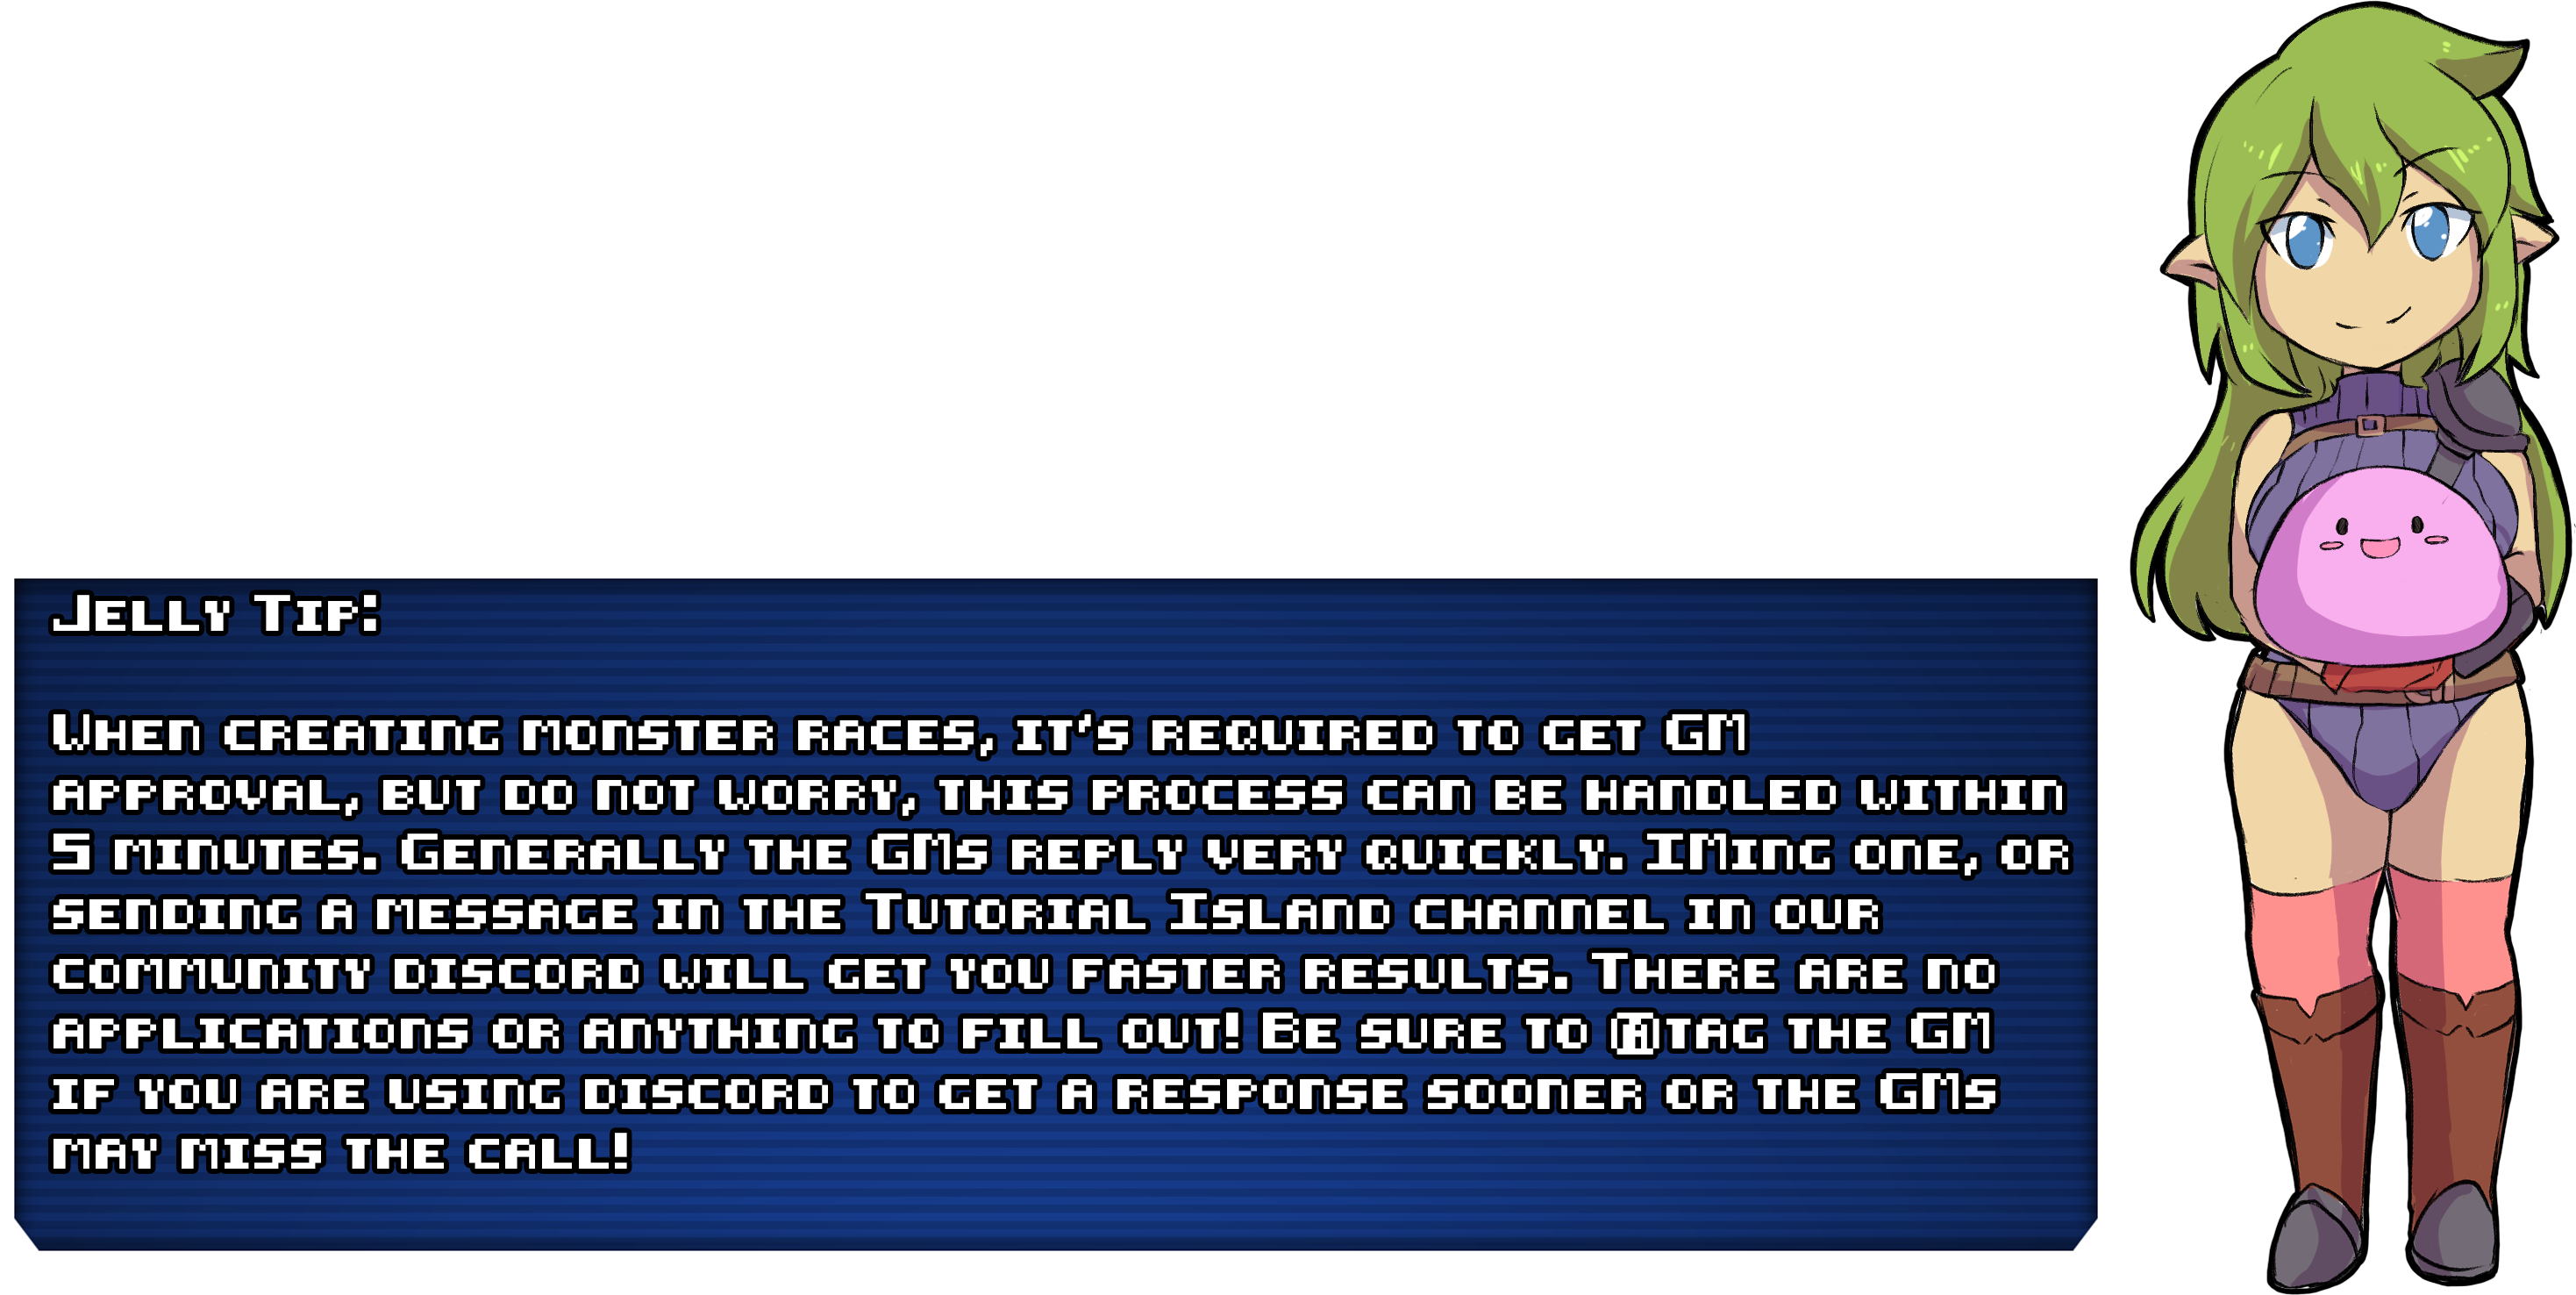 Jelly Tip:
When creating monster races, it's required to get GM
approval, but do not worry, this process can be handled within
5 minutes. Generally the GMs reply very quickly. IMing one, or
sending a message in the Tutorial Island channel in our
community discord will get you faster results. There are no
applications or anything to fill out! Be sure to @tag the GM
if you are using discord to get a response sooner or the GMs
may miss the call!